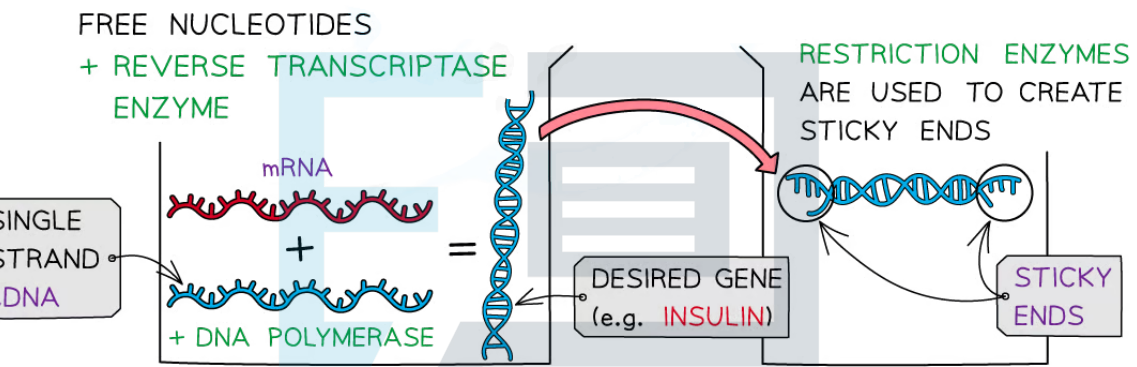 FREE NUCLEOTIDES
+ REVERSE TRANSCRIPTASE
ENZYME
mRNA
+
=
+ DNA POLYMERASE
SINGLE
STRAND
cDNA
DESIRED GENE
(e.g. INSULIN)
RESTRICTION ENZYMES
ARE USED TO CREATE
STICKY ENDS
STICKY
ENDS